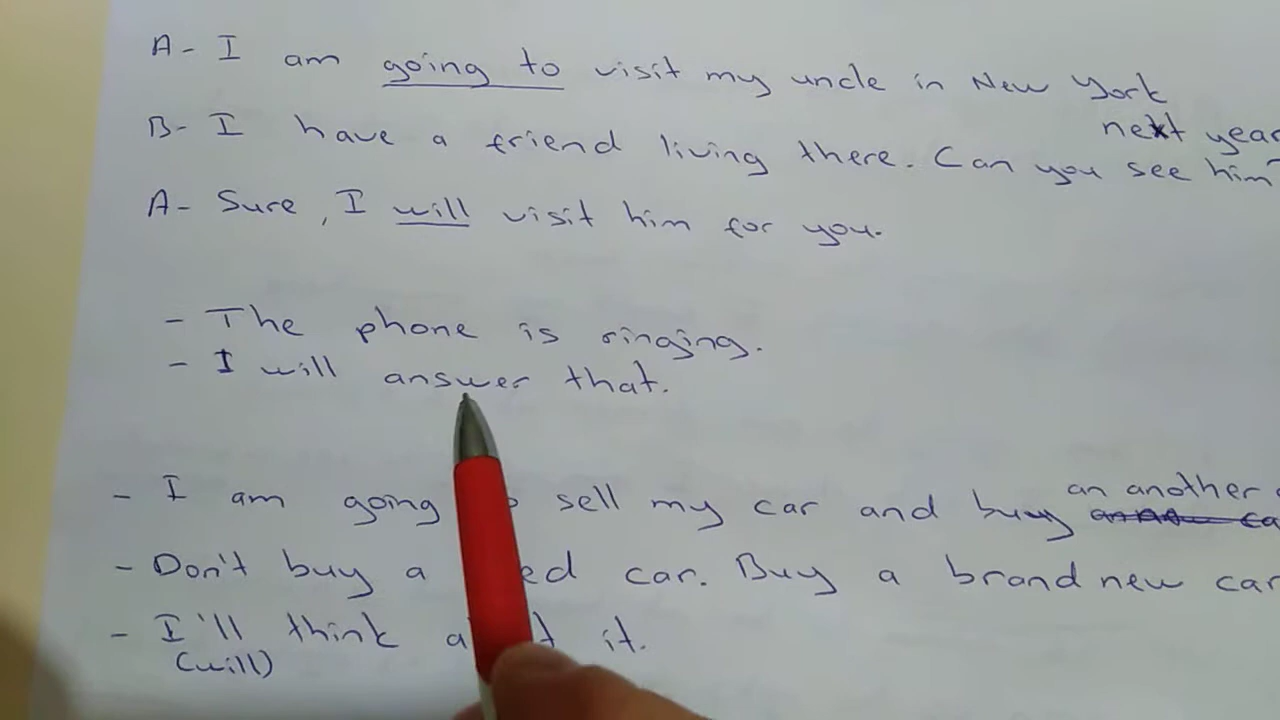 A- I am going to visit my uncle in New York
next year
B- I have a friend living there. Can you see him?
A- Sure, I will visit him for you.
- The phone is ringing.
- I will answer that.
an another
- I am going sell my car and buy
- Don't buy a car. Buy a brand new car
- I'll think it.
(will)